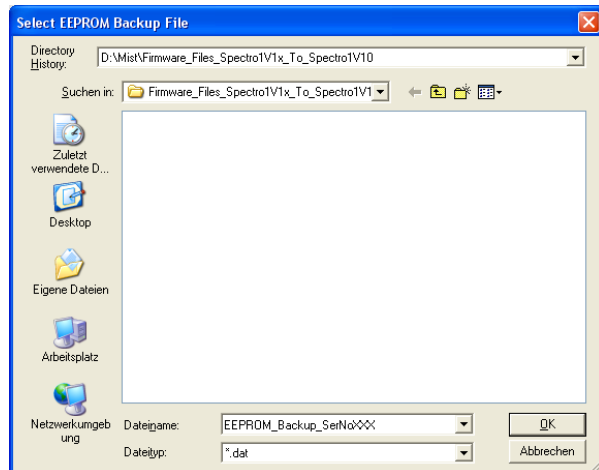 Select EEPROM Backup File
Directory
History:
D:\Mist\Firmware_Files_Spectro1V1x_To_Spectro1V10
Suchen in:
Firmware_Files_Spectro1V1x_To_Spectro1V1
Zuletzt
verwendete D...
Desktop
Eigene Dateien
Arbeitsplatz
Netzwerkumgeb
ung
Dateiname:
EEPROM_Backup_SerNoXXX
OK
Dateityp:
*.dat
Abbrechen